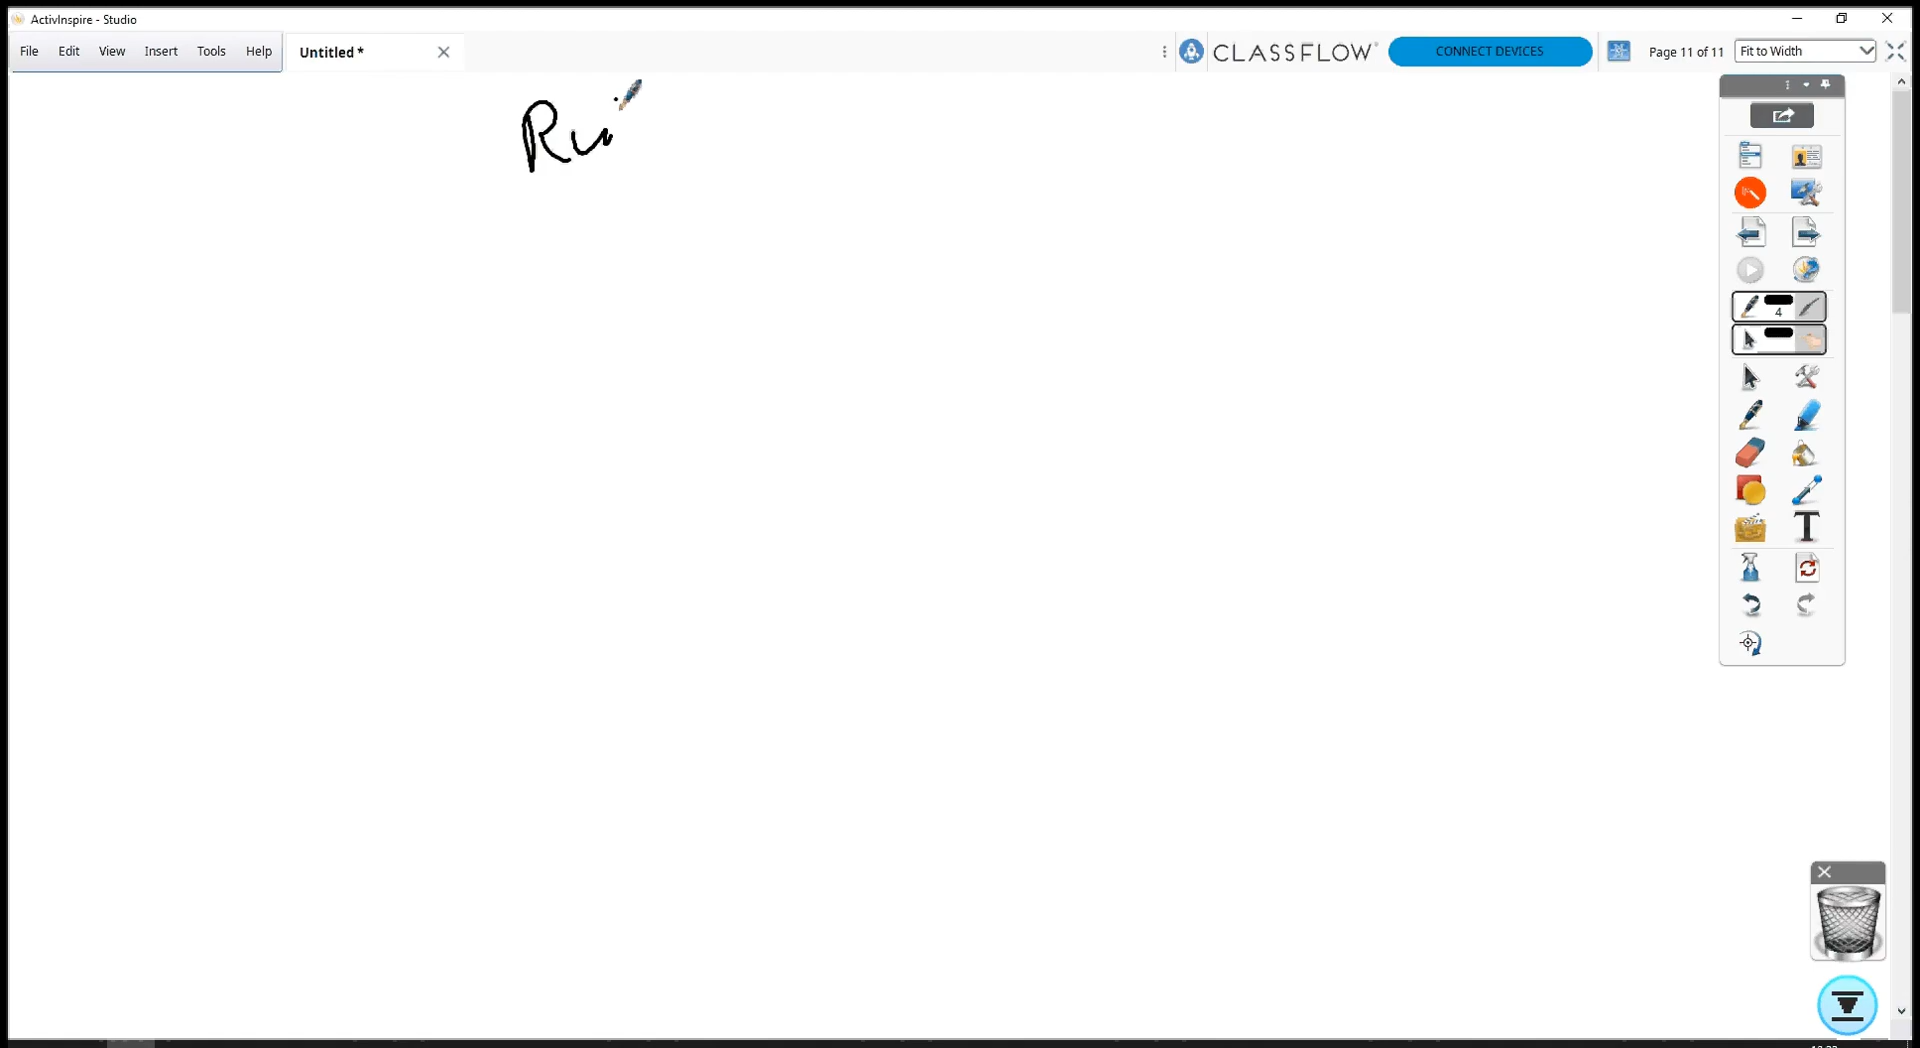 ActivInspire - Studio
File Edit View Insert Tools Help Untitled * CLASSFLOW CONNECT DEVICES Page 11 of 11 Fit to Width
4
T